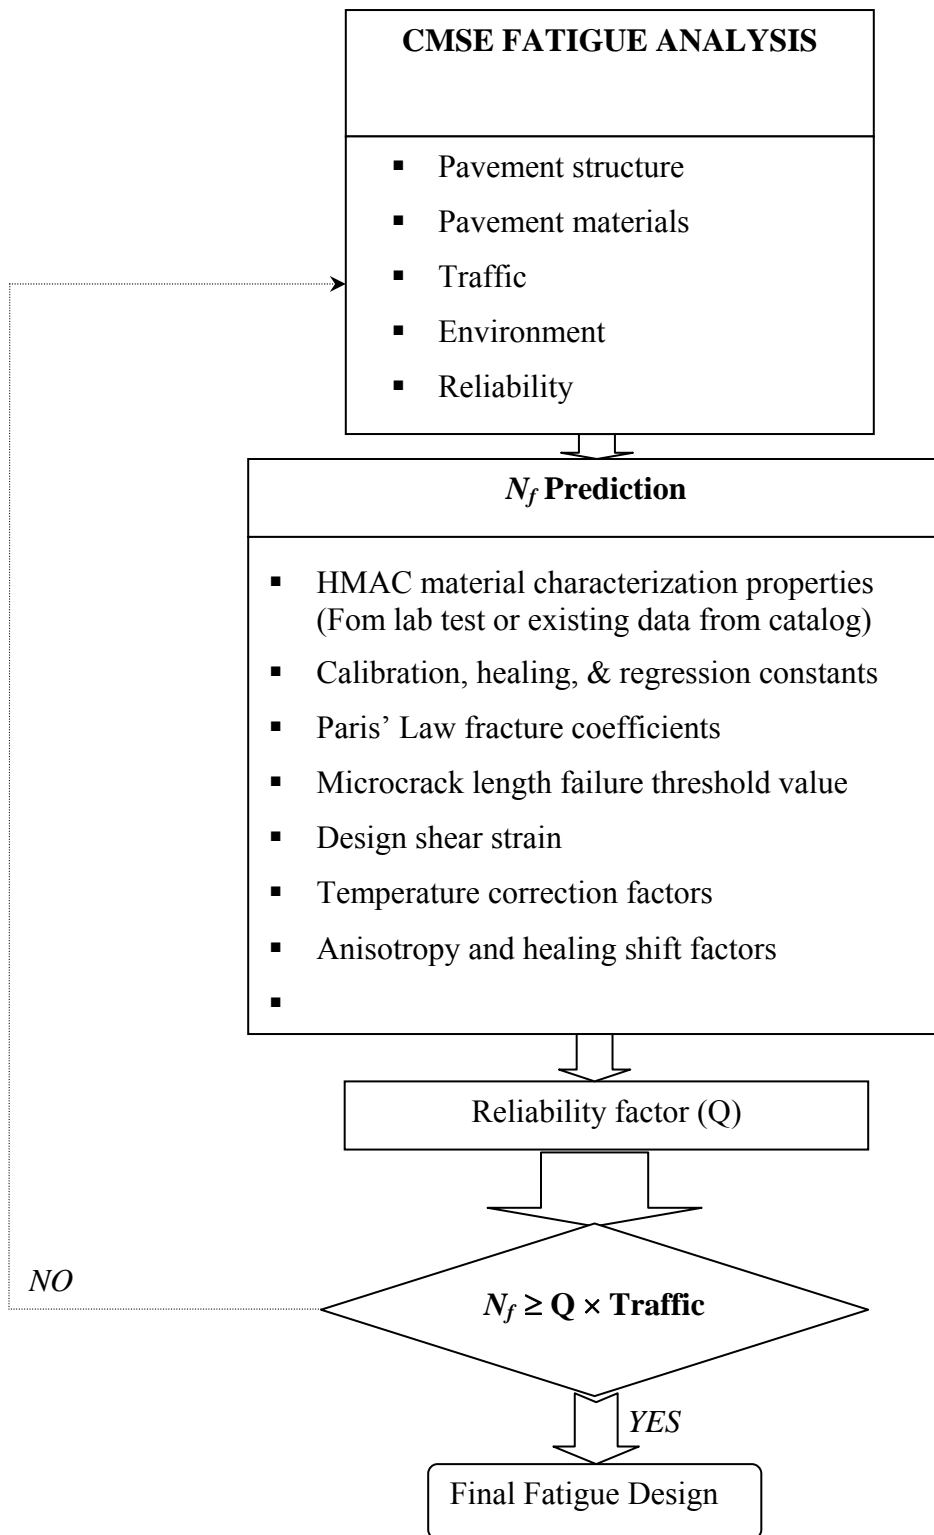 CMSE FATIGUE ANALYSIS
▪ Pavement structure
▪ Pavement materials
▪ Traffic
▪ Environment
▪ Reliability
Nf Prediction
▪ HMAC material characterization properties
(Fom lab test or existing data from catalog)
▪ Calibration, healing, & regression constants
▪ Paris’ Law fracture coefficients
▪ Microcrack length failure threshold value
▪ Design shear strain
▪ Temperature correction factors
▪ Anisotropy and healing shift factors
▪
Reliability factor (Q)
NO
Nf ≥ Q × Traffic
YES
Final Fatigue Design